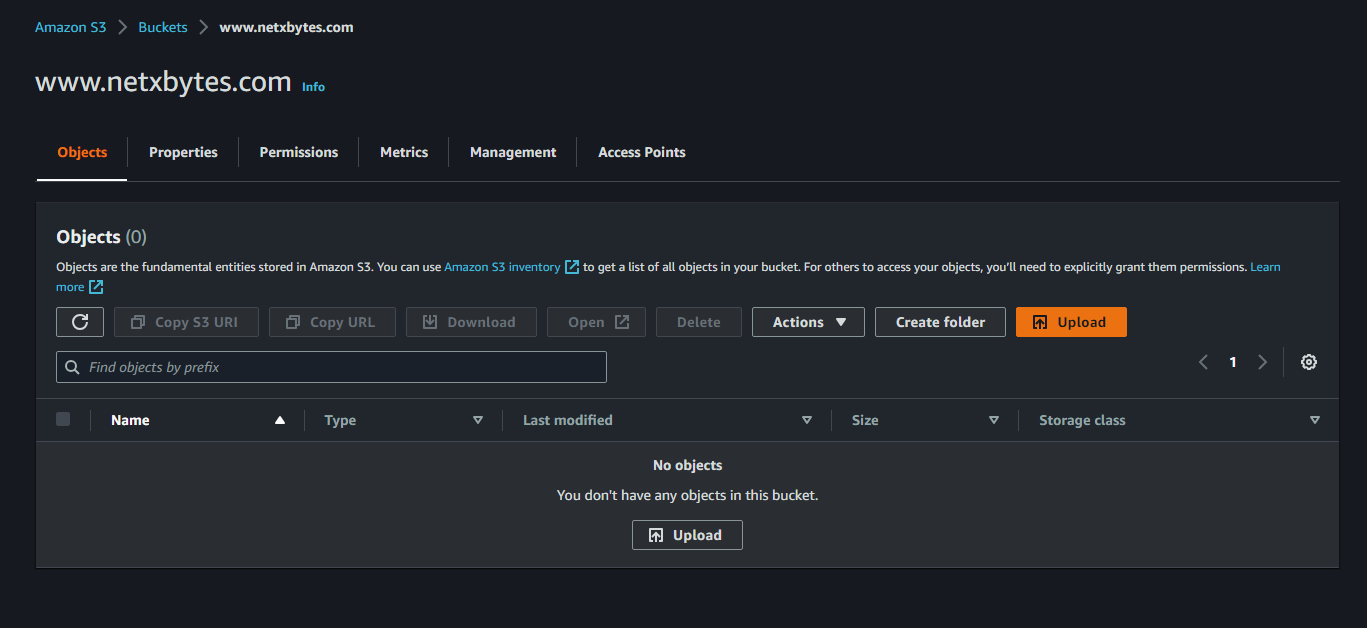 Amazon S3 > Buckets > www.netxbytes.com
www.netxbytes.com Info
Objects Properties Permissions Metrics Management Access Points
Objects (0)
Objects are the fundamental entities stored in Amazon S3. You can use Amazon S3 inventory to get a list of all objects in your bucket. For others to access your objects, you'll need to explicitly grant them permissions. Learn
more
Copy S3 URI Copy URL Download Open Delete Actions Create folder Upload
Find objects by prefix
1
Name Type Last modified Size Storage class
No objects
You don't have any objects in this bucket.
Upload